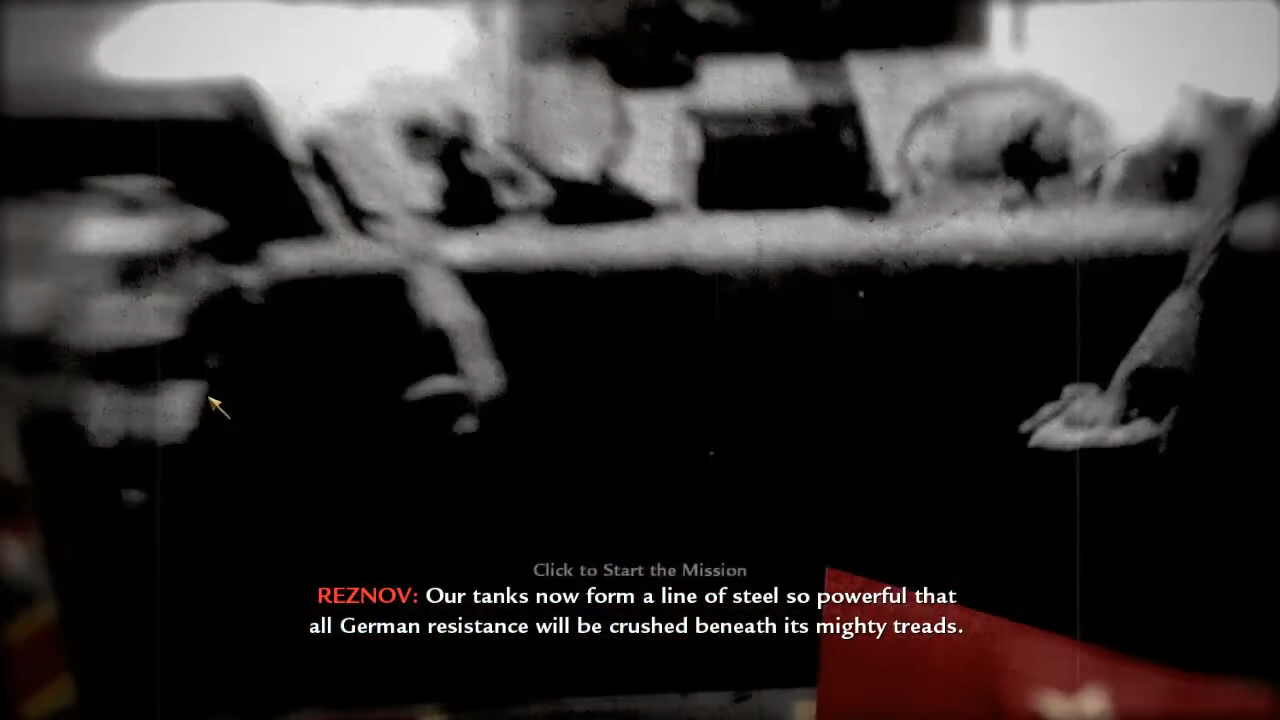 Click to Start the Mission
REZNOV: Our tanks now form a line of steel so powerful that
all German resistance will be crushed beneath its mighty treads.